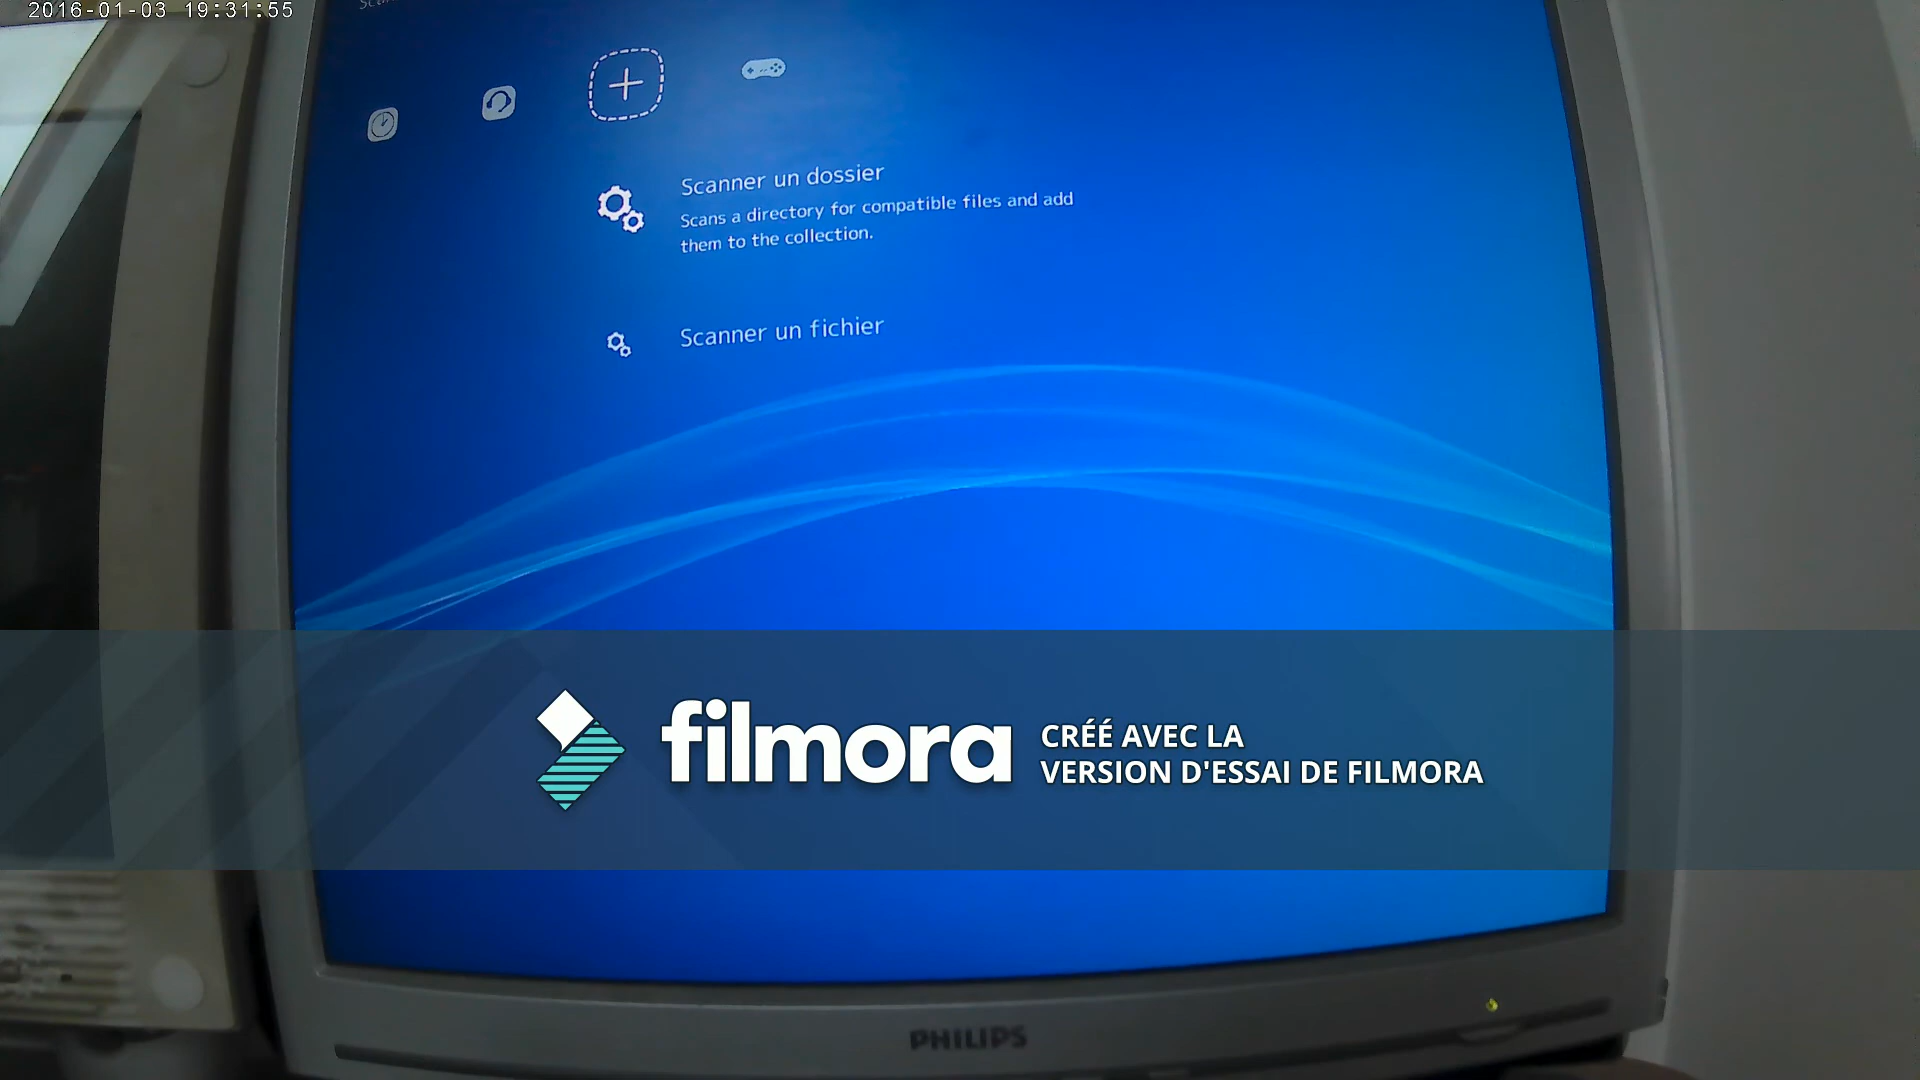 2016-01-03 19:31:55
Scanner un dossier
Scans a directory for compatible files and add
them to the collection.
Scanner un fichier
filmora
CRÉÉ AVEC LA
VERSION D'ESSAI DE FILMORA
PHILIPS